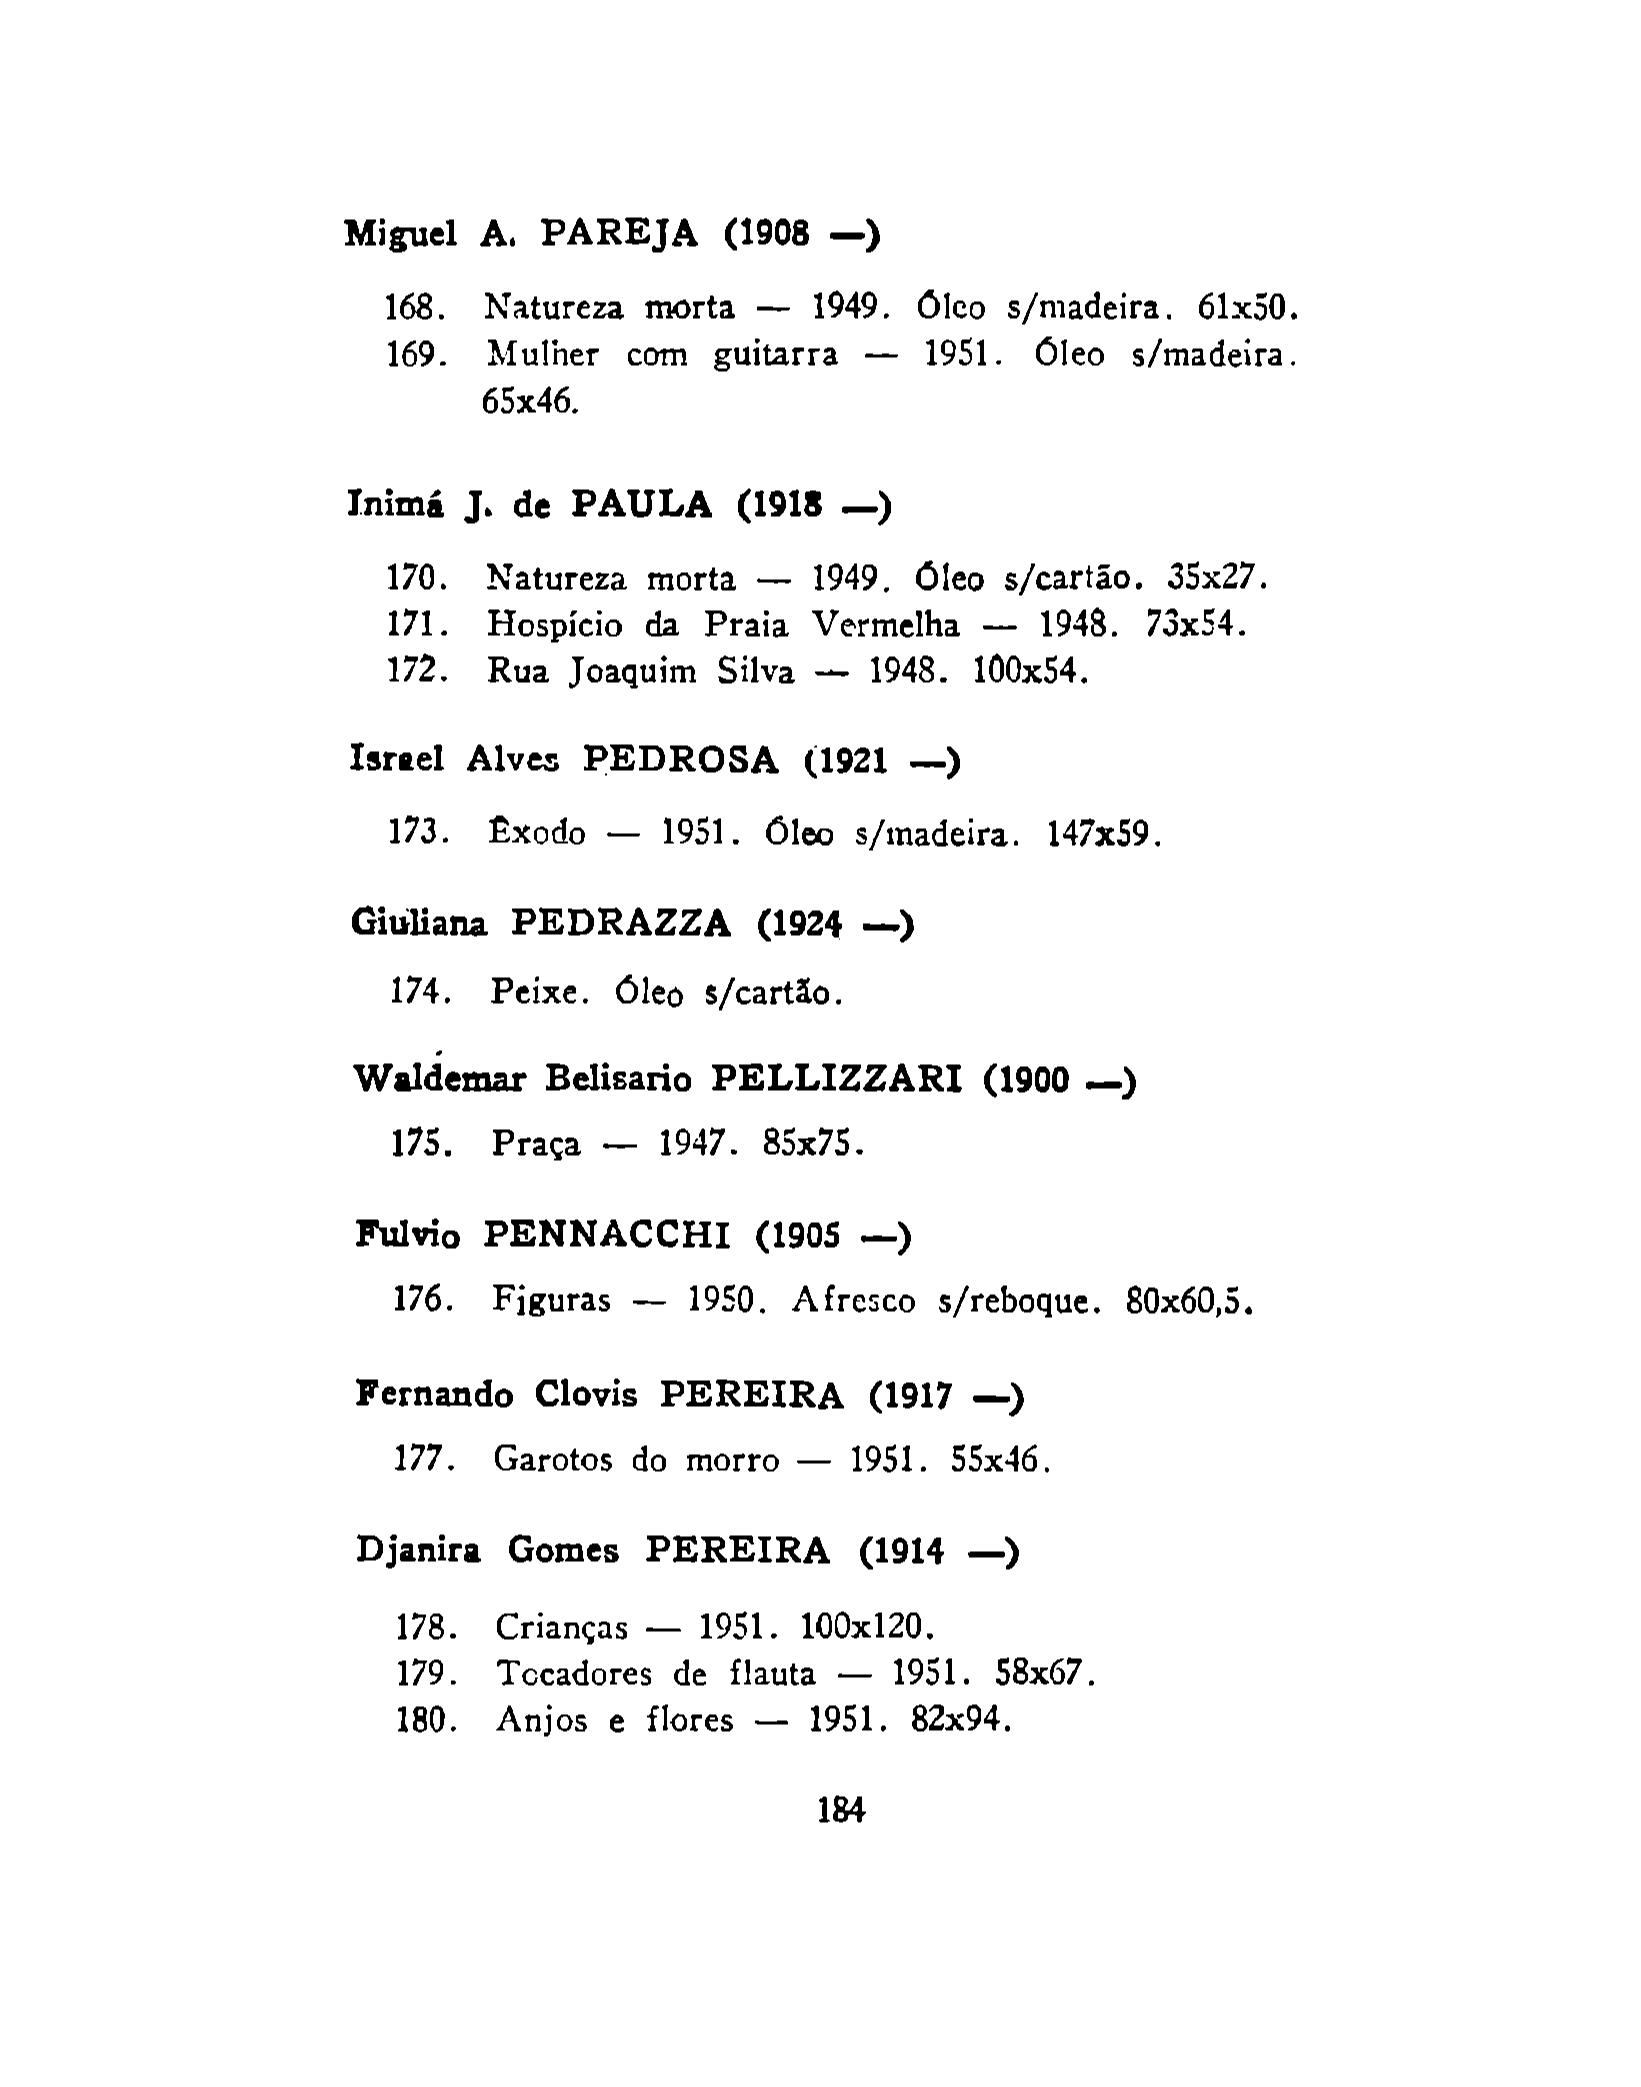 Miguel A. PAREJA (1908 —)
168. Natureza morta — 1949. Óleo s/madeira. 61x50.
169. Mulher com guitarra — 1951. Óleo s/madeira.
65x46.
Inimá J. de PAULA (1918 —)
170. Natureza morta — 1949. Óleo s/cartão. 35x27.
171. Hospício da Praia Vermelha — 1948. 73x54.
172. Rua Joaquim Silva — 1948. 100x54.
Israel Alves PEDROSA (1921 —)
173. Êxodo — 1951. Óleo s/madeira. 147x59.
Giuliana PEDRAZZA (1924 —)
174. Peixe. Óleo s/cartão.
Waldemar Belisario PELLIZZARI (1900 —)
175. Praça — 1947. 85x75.
Fulvio PENNACCHI (1905 —)
176. Figuras — 1950. Afresco s/reboque. 80x60,5.
Fernando Clovis PEREIRA (1917 —)
177. Garotos do morro — 1951. 55x46.
Djanira Gomes PEREIRA (1914 —)
178. Crianças — 1951. 100x120.
179. Tocadores de flauta — 1951. 58x67.
180. Anjos e flores — 1951. 82x94.
184